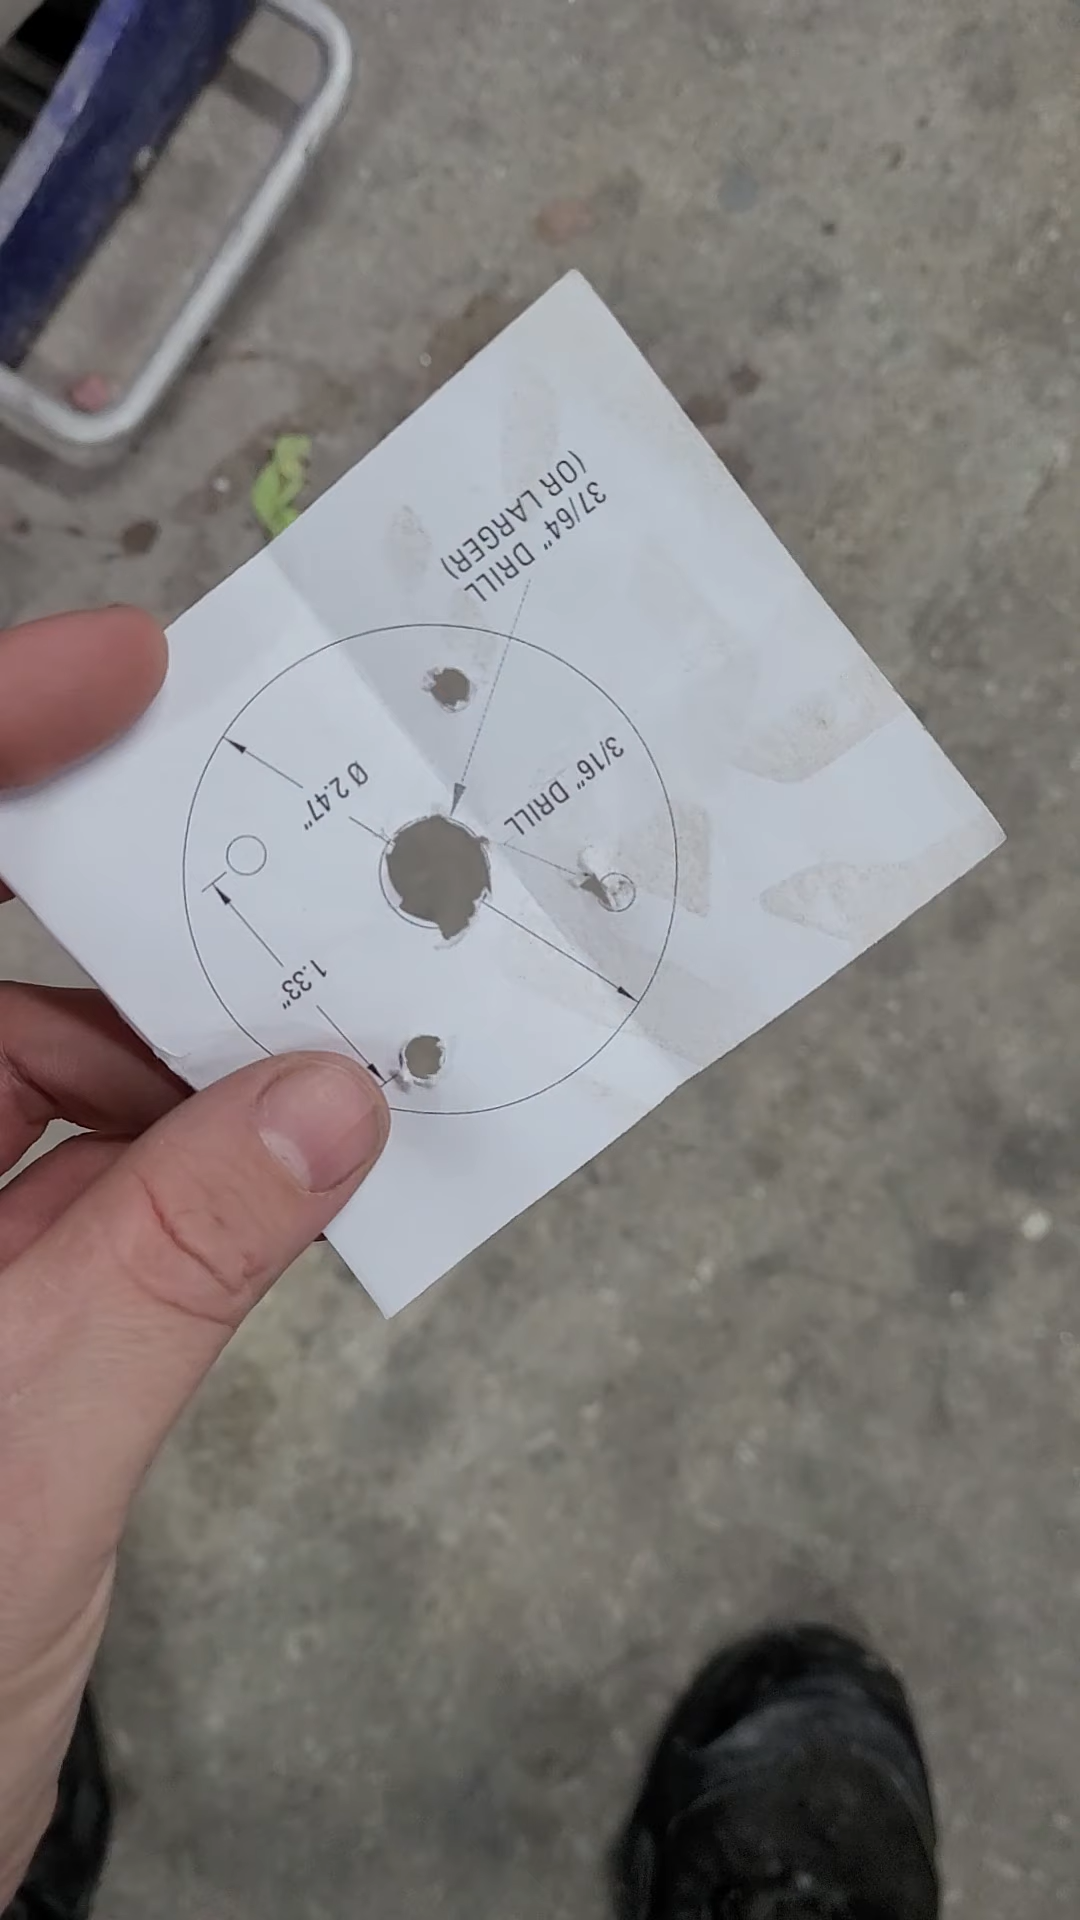 37/64" DRILL
(OR LARGER)
3/16" DRILL
Ø 2.47"
1.33"